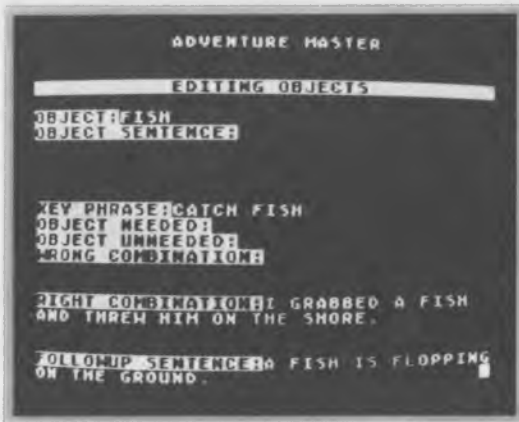 ADVENTURE MASTER
EDITING OBJECTS
OBJECT:FISH
OBJECT SENTENCE:
KEY PHRASE:CATCH FISH
OBJECT NEEDED:
OBJECT UNNEEDED:
WRONG COMBINATION:
RIGHT COMBINATION:I GRABBED A FISH
AND THREW HIM ON THE SHORE.
FOLLOWUP SENTENCE:A FISH IS FLOPPING
ON THE GROUND.